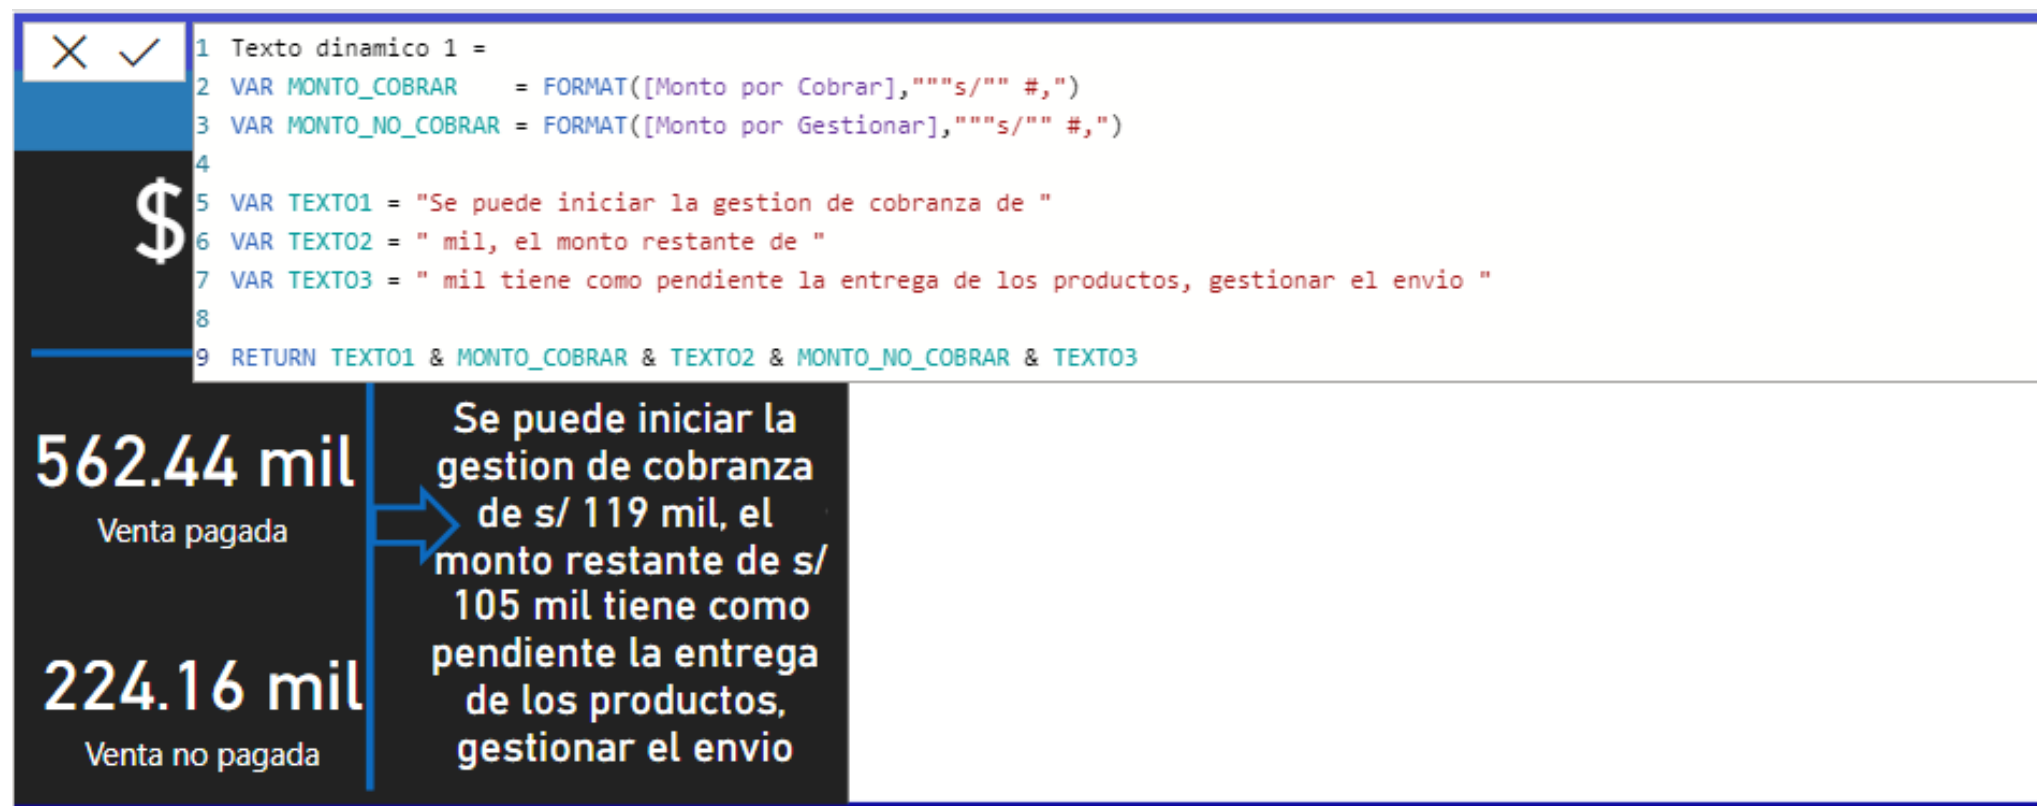 1 Texto dinamico 1 =
2 VAR MONTO_COBRAR    = FORMAT([Monto por Cobrar],"""s/"" #,")
3 VAR MONTO_NO_COBRAR = FORMAT([Monto por Gestionar],"""s/"" #,")
4
5 VAR TEXTO1 = "Se puede iniciar la gestion de cobranza de "
6 VAR TEXTO2 = " mil, el monto restante de "
7 VAR TEXTO3 = " mil tiene como pendiente la entrega de los productos, gestionar el envio "
8
9 RETURN TEXTO1 & MONTO_COBRAR & TEXTO2 & MONTO_NO_COBRAR & TEXTO3
$
562.44 mil
Venta pagada
224.16 mil
Venta no pagada
Se puede iniciar la
gestion de cobranza
de s/ 119 mil, el
monto restante de s/
105 mil tiene como
pendiente la entrega
de los productos,
gestionar el envio